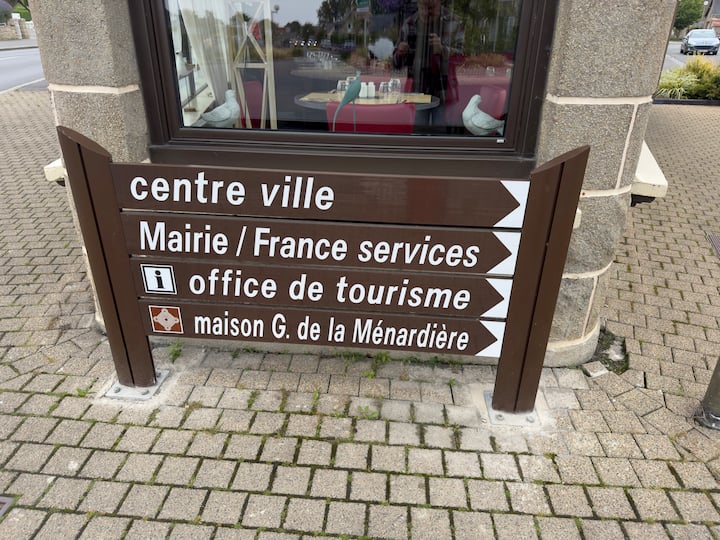 centre ville
Mairie / France services
i office de tourisme
maison G. de la Ménardière